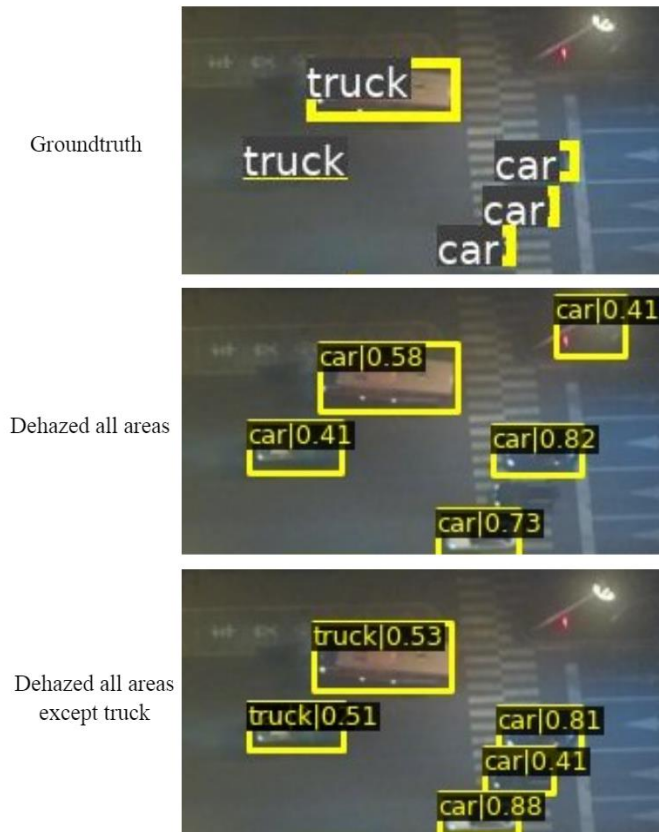 Groundtruth
truck
truck
car
car
car
Dehazed all areas
car|0.41
car|0.58
car|0.41
car|0.82
car|0.73
Dehazed all areas
except truck
truck|0.53
truck|0.51
car|0.81
car|0.41
car|0.88